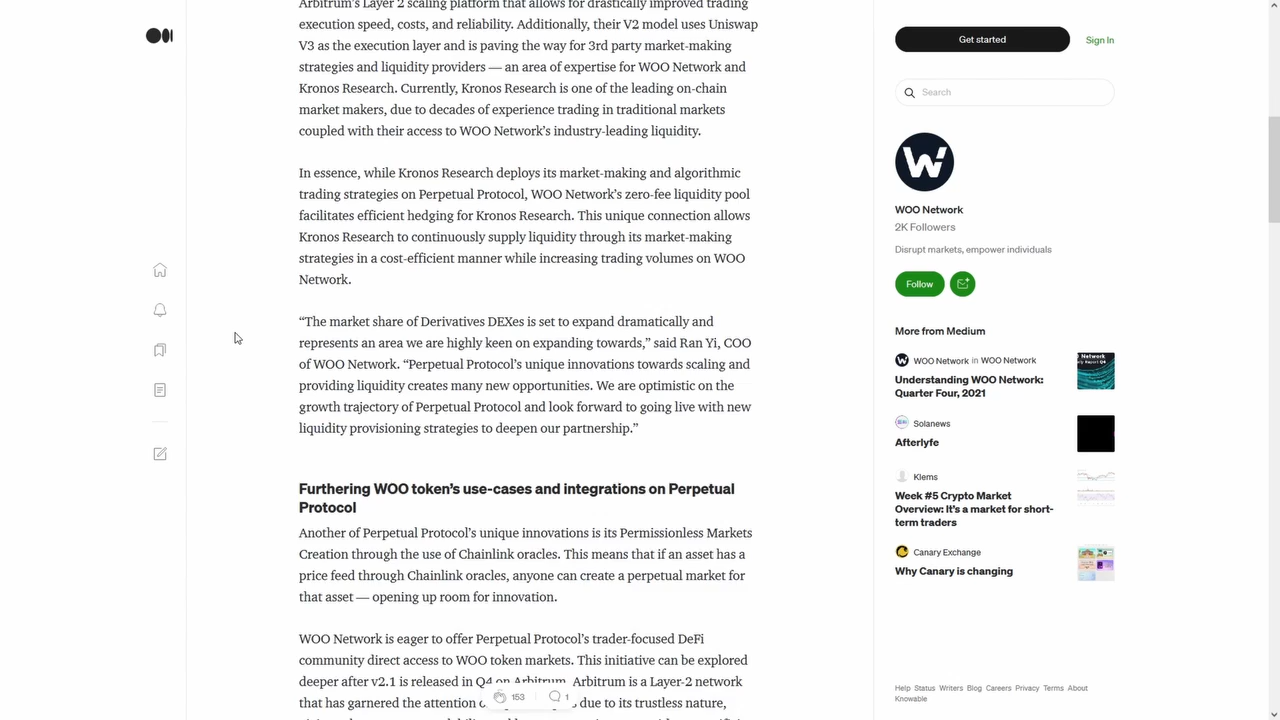 Arbitrum's Layer 2 scaling platform that allows for drastically improved trading
execution speed, costs, and reliability. Additionally, their V2 model uses Uniswap
V3 as the execution layer and is paving the way for 3rd party market-making
strategies and liquidity providers — an area of expertise for WOO Network and
Kronos Research. Currently, Kronos Research is one of the leading on-chain
market makers, due to decades of experience trading in traditional markets
coupled with their access to WOO Network's industry-leading liquidity.
In essence, while Kronos Research deploys its market-making and algorithmic
trading strategies on Perpetual Protocol, WOO Network's zero-fee liquidity pool
facilitates efficient hedging for Kronos Research. This unique connection allows
Kronos Research to continuously supply liquidity through its market-making
strategies in a cost-efficient manner while increasing trading volumes on WOO
Network.
“The market share of Derivatives DEXes is set to expand dramatically and
represents an area we are highly keen on expanding towards,” said Ran Yi, COO
of WOO Network. “Perpetual Protocol's unique innovations towards scaling and
providing liquidity creates many new opportunities. We are optimistic on the
growth trajectory of Perpetual Protocol and look forward to going live with new
liquidity provisioning strategies to deepen our partnership.”
Furthering WOO token's use-cases and integrations on Perpetual
Protocol
Another of Perpetual Protocol's unique innovations is its Permissionless Markets
Creation through the use of Chainlink oracles. This means that if an asset has a
price feed through Chainlink oracles, anyone can create a perpetual market for
that asset — opening up room for innovation.
WOO Network is eager to offer Perpetual Protocol's trader-focused DeFi
community direct access to WOO token markets. This initiative can be explored
deeper after v2.1 is released in Q4 on Arbitrum. Arbitrum is a Layer-2 network
that has garnered the attention of due to its trustless nature,
153
1
Get started
Sign In
Search
W
WOO Network
2K Followers
Disrupt markets, empower individuals
Follow
More from Medium
WOO Network in WOO Network
Understanding WOO Network:
Quarter Four, 2021
Solanews
Afterlyfe
Klems
Week #5 Crypto Market
Overview: It's a market for short-
term traders
Canary Exchange
Why Canary is changing
Help Status Writers Blog Careers Privacy Terms About
Knowable